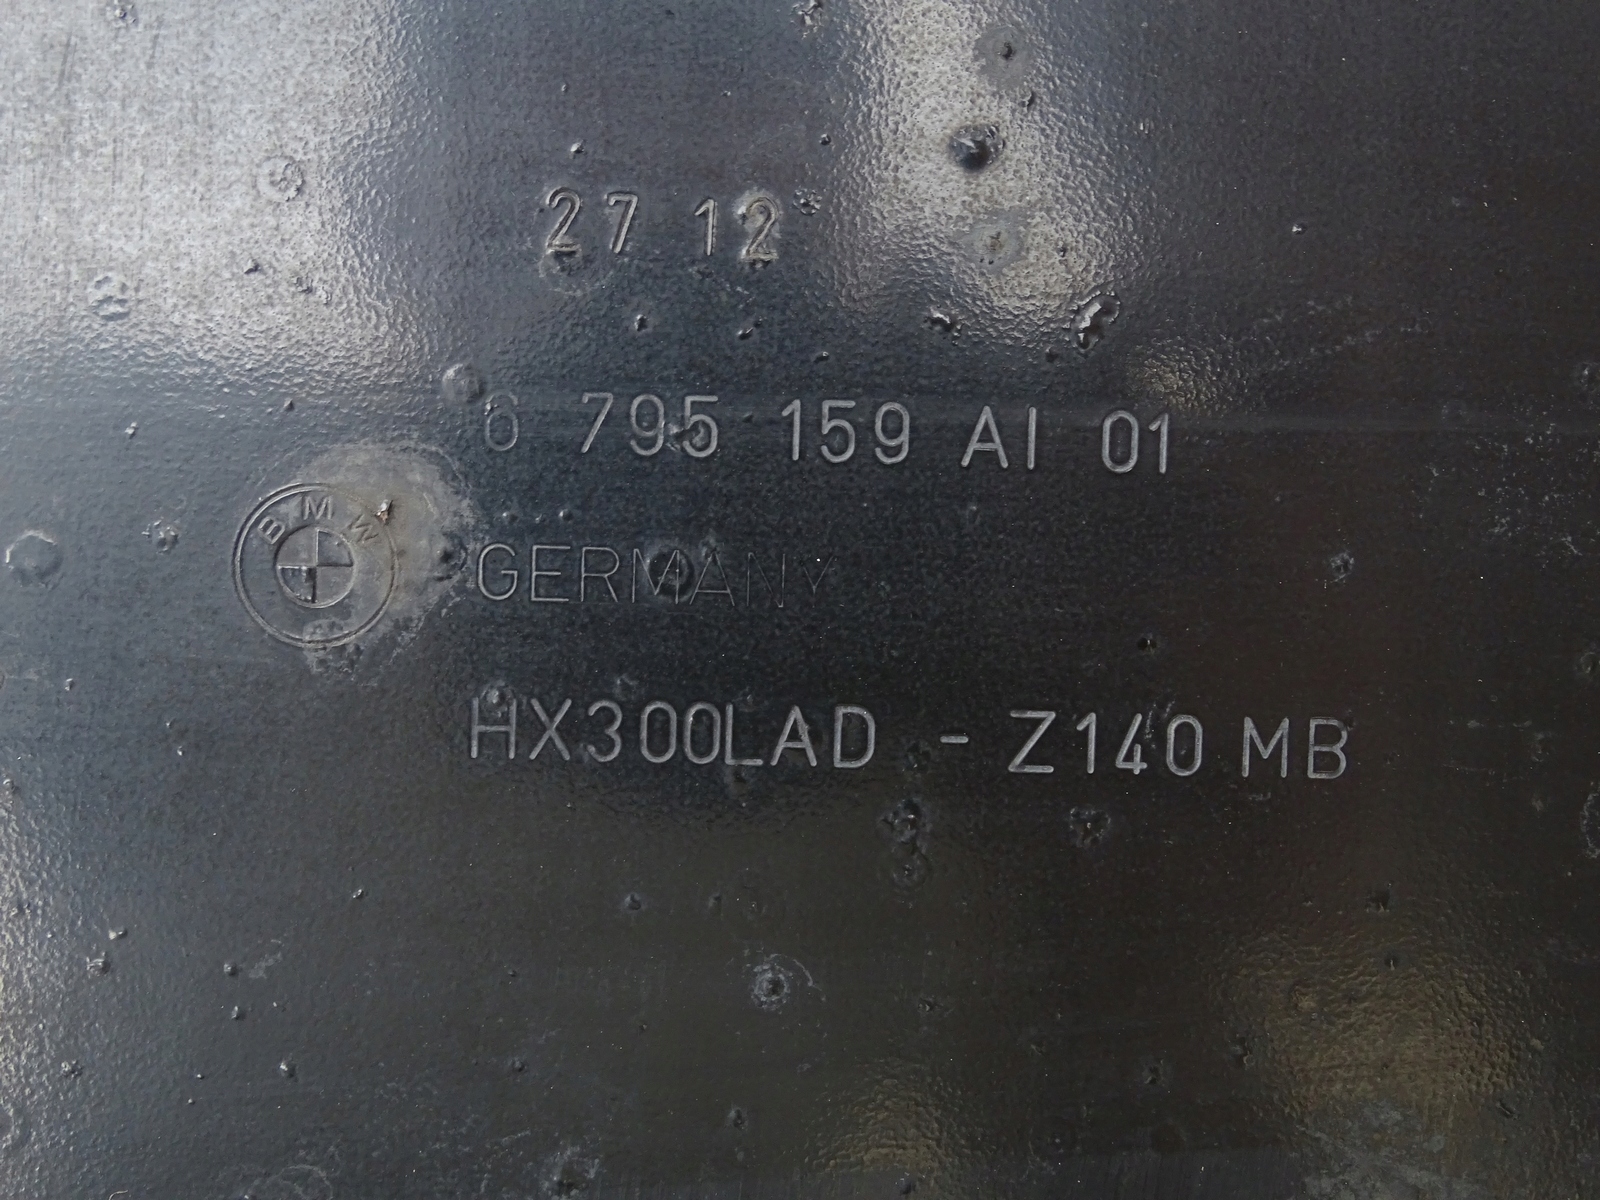 27 12
6 795 159 AI 01
BMW
GERMANY
HX300LAD - Z140 MB